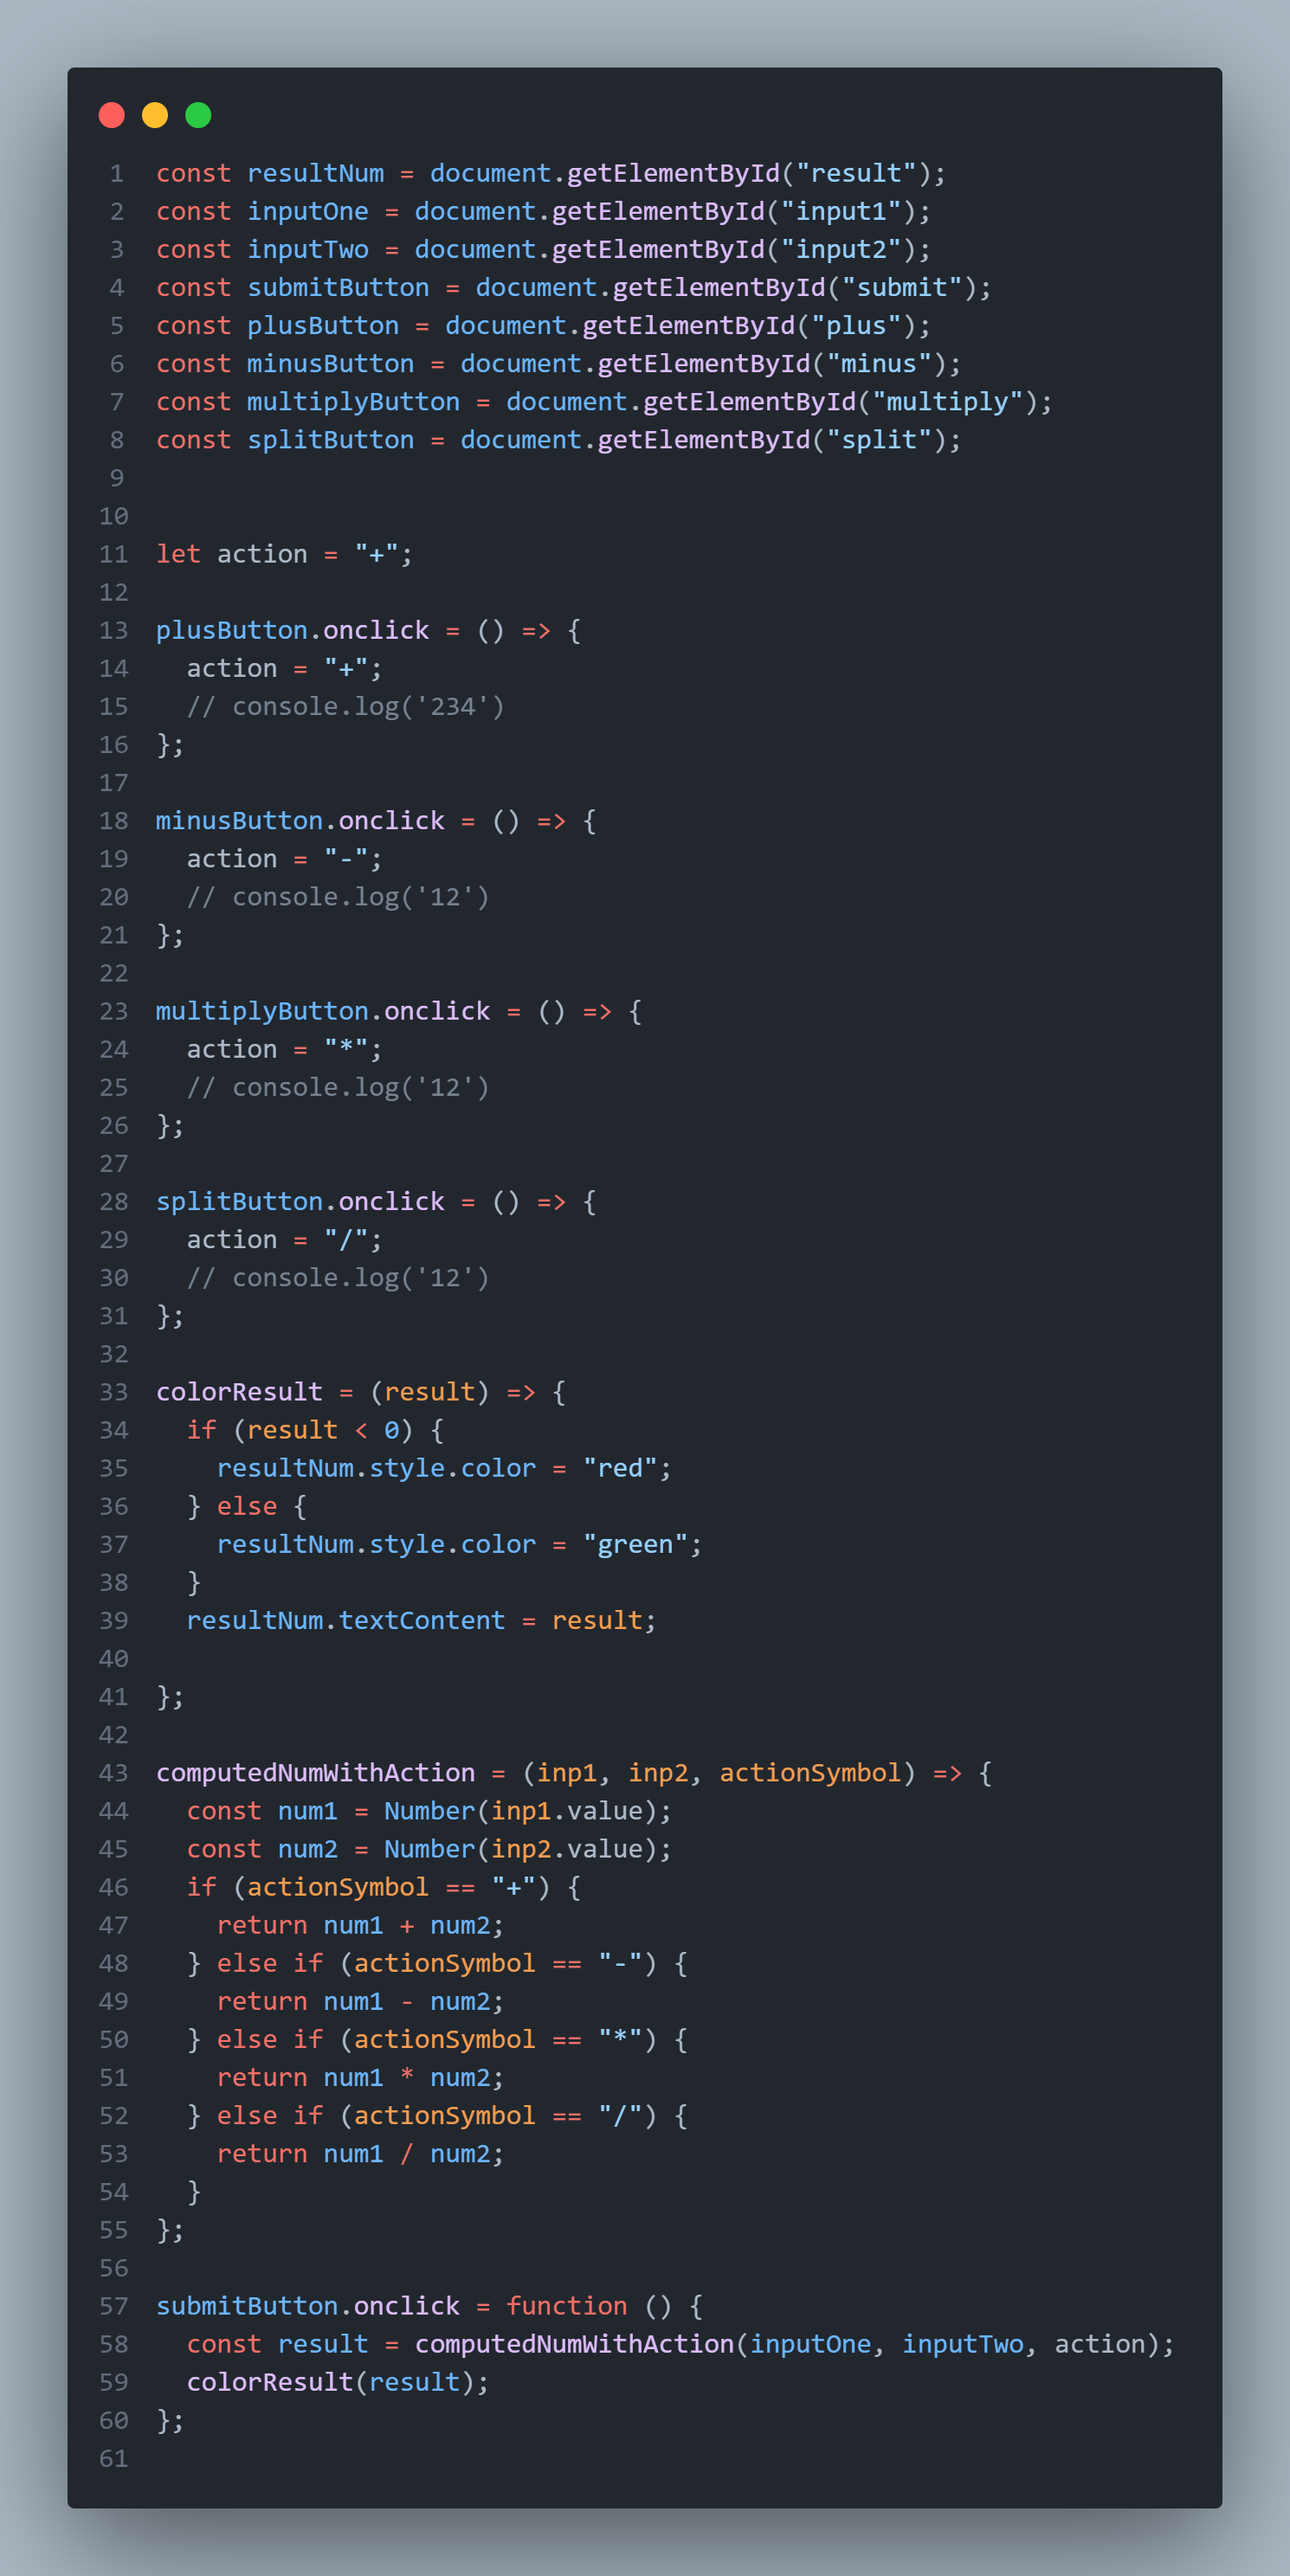 1 const resultNum = document.getElementById("result");
2 const inputOne = document.getElementById("input1");
3 const inputTwo = document.getElementById("input2");
4 const submitButton = document.getElementById("submit");
5 const plusButton = document.getElementById("plus");
6 const minusButton = document.getElementById("minus");
7 const multiplyButton = document.getElementById("multiply");
8 const splitButton = document.getElementById("split");
9
10
11 let action = "+";
12
13 plusButton.onclick = () => {
14   action = "+";
15   // console.log('234')
16 };
17
18 minusButton.onclick = () => {
19   action = "-";
20   // console.log('12')
21 };
22
23 multiplyButton.onclick = () => {
24   action = "*";
25   // console.log('12')
26 };
27
28 splitButton.onclick = () => {
29   action = "/";
30   // console.log('12')
31 };
32
33 colorResult = (result) => {
34   if (result < 0) {
35     resultNum.style.color = "red";
36   } else {
37     resultNum.style.color = "green";
38   }
39   resultNum.textContent = result;
40
41 };
42
43 computedNumWithAction = (inp1, inp2, actionSymbol) => {
44   const num1 = Number(inp1.value);
45   const num2 = Number(inp2.value);
46   if (actionSymbol == "+") {
47     return num1 + num2;
48   } else if (actionSymbol == "-") {
49     return num1 - num2;
50   } else if (actionSymbol == "*") {
51     return num1 * num2;
52   } else if (actionSymbol == "/") {
53     return num1 / num2;
54   }
55 };
56
57 submitButton.onclick = function () {
58   const result = computedNumWithAction(inputOne, inputTwo, action);
59   colorResult(result);
60 };
61